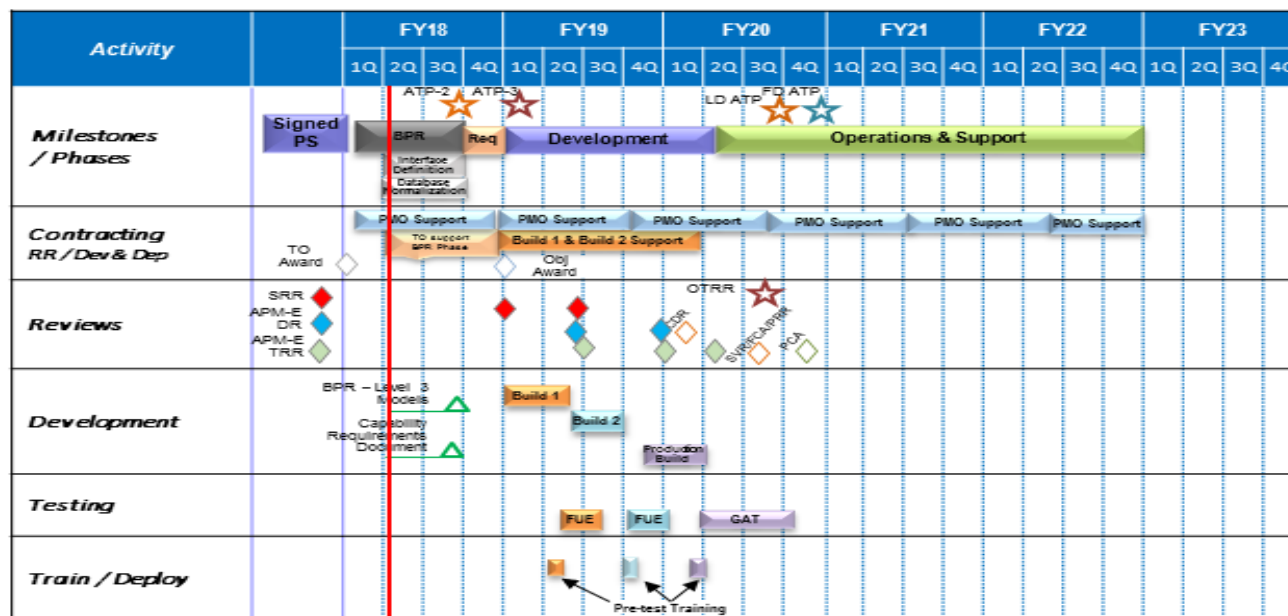 Activity
FY18
FY19
FY20
FY21
FY22
FY23
1Q 2Q 3Q 4Q 1Q 2Q 3Q 4Q 1Q 2Q 3Q 4Q 1Q 2Q 3Q 4Q 1Q 2Q 3Q 4Q 1Q 2Q 3Q 4Q
Milestones
/ Phases
Signed
PS
ATP-2
ATP-3
LD ATP
FD ATP
BPR
Req
Development
Operations & Support
Interface
Definition
Database
Normalization
Contracting
RR / Dev & Dep
PMO Support
PMO Support
PMO Support
PMO Support
PMO Support
PMO Support
TO support
BPR Phase
Build 1 & Build 2 Support
TO
Award
Obj
Award
Reviews
SRR
APM-E
DR
APM-E
TRR
OTRR
CDR
SVR/FCA/PRR
PCA
Development
BPR – Level 3
Models
Capability
Requirements
Document
Build 1
Build 2
Production
Build
Testing
FUE
FUE
GAT
Train / Deploy
Pre-test Training